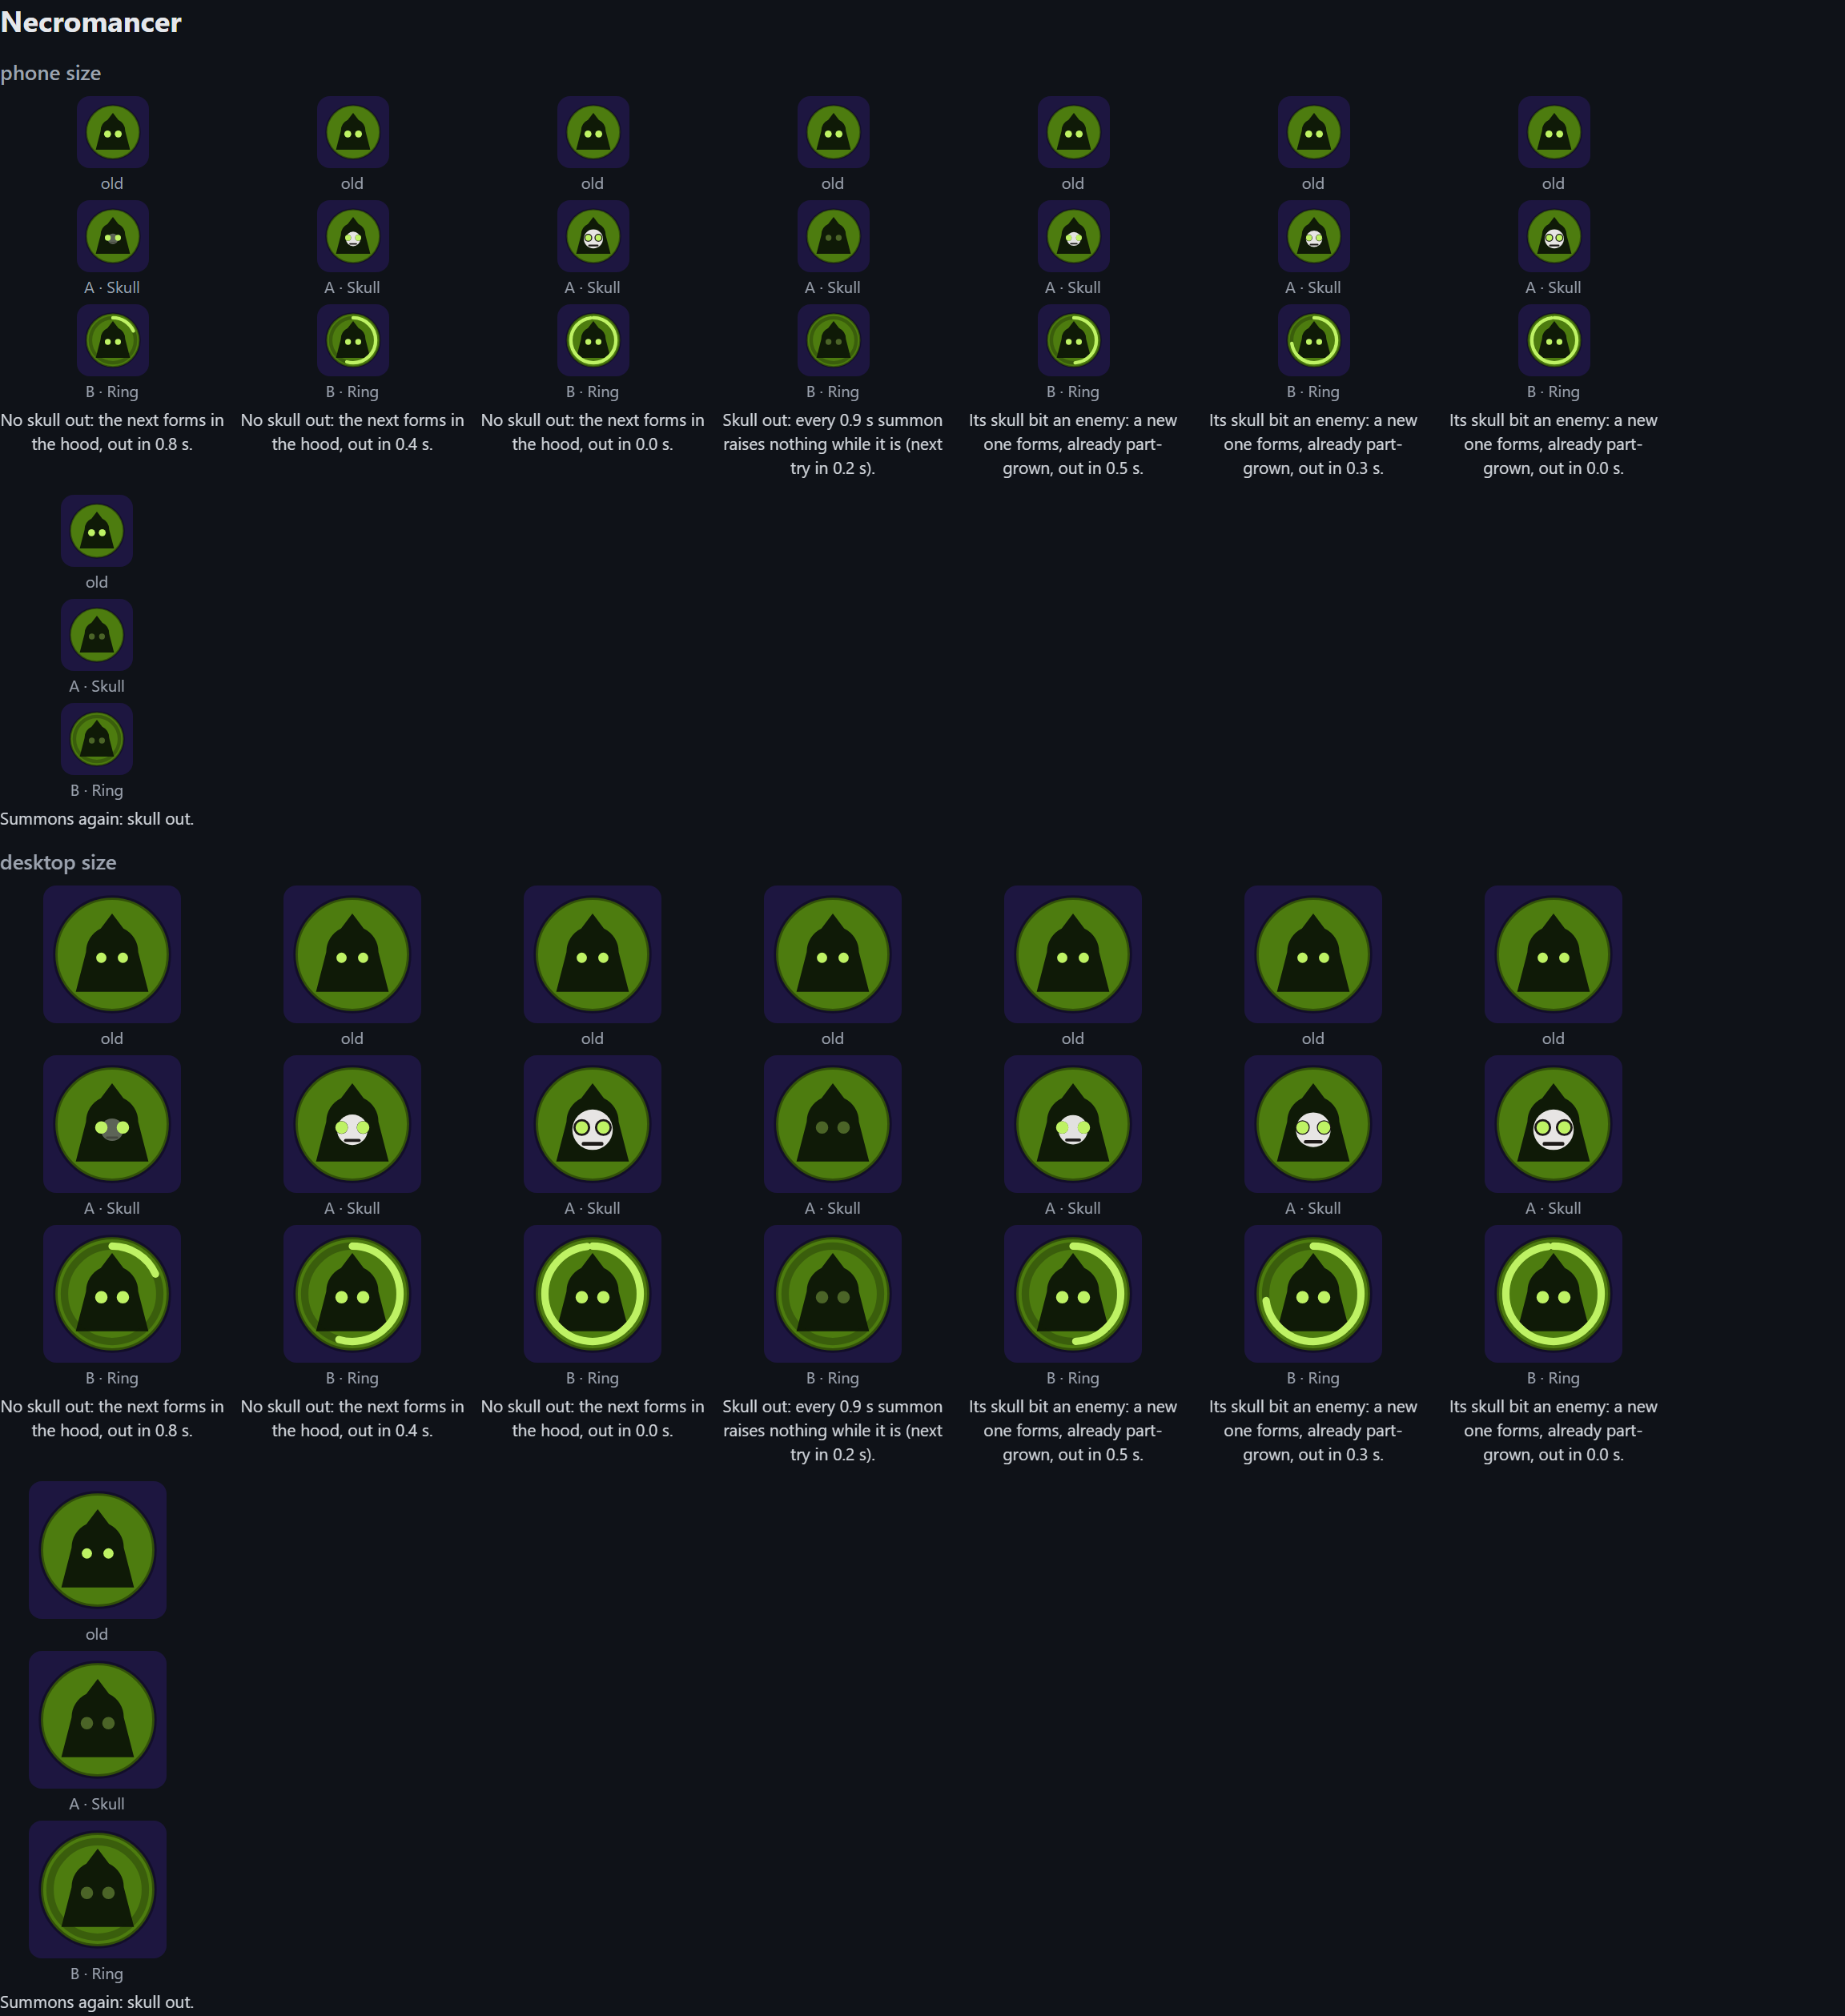 Necromancer
phone size
old old old old old old old
A · Skull A · Skull A · Skull A · Skull A · Skull A · Skull A · Skull
B · Ring B · Ring B · Ring B · Ring B · Ring B · Ring B · Ring
No skull out: the next forms in
the hood, out in 0.8 s.
No skull out: the next forms in
the hood, out in 0.4 s.
No skull out: the next forms in
the hood, out in 0.0 s.
Skull out: every 0.9 s summon
raises nothing while it is (next
try in 0.2 s).
Its skull bit an enemy: a new
one forms, already part-
grown, out in 0.5 s.
Its skull bit an enemy: a new
one forms, already part-
grown, out in 0.3 s.
Its skull bit an enemy: a new
one forms, already part-
grown, out in 0.0 s.
old
A · Skull
B · Ring
Summons again: skull out.
desktop size
old old old old old old old
A · Skull A · Skull A · Skull A · Skull A · Skull A · Skull A · Skull
B · Ring B · Ring B · Ring B · Ring B · Ring B · Ring B · Ring
No skull out: the next forms in
the hood, out in 0.8 s.
No skull out: the next forms in
the hood, out in 0.4 s.
No skull out: the next forms in
the hood, out in 0.0 s.
Skull out: every 0.9 s summon
raises nothing while it is (next
try in 0.2 s).
Its skull bit an enemy: a new
one forms, already part-
grown, out in 0.5 s.
Its skull bit an enemy: a new
one forms, already part-
grown, out in 0.3 s.
Its skull bit an enemy: a new
one forms, already part-
grown, out in 0.0 s.
old
A · Skull
B · Ring
Summons again: skull out.